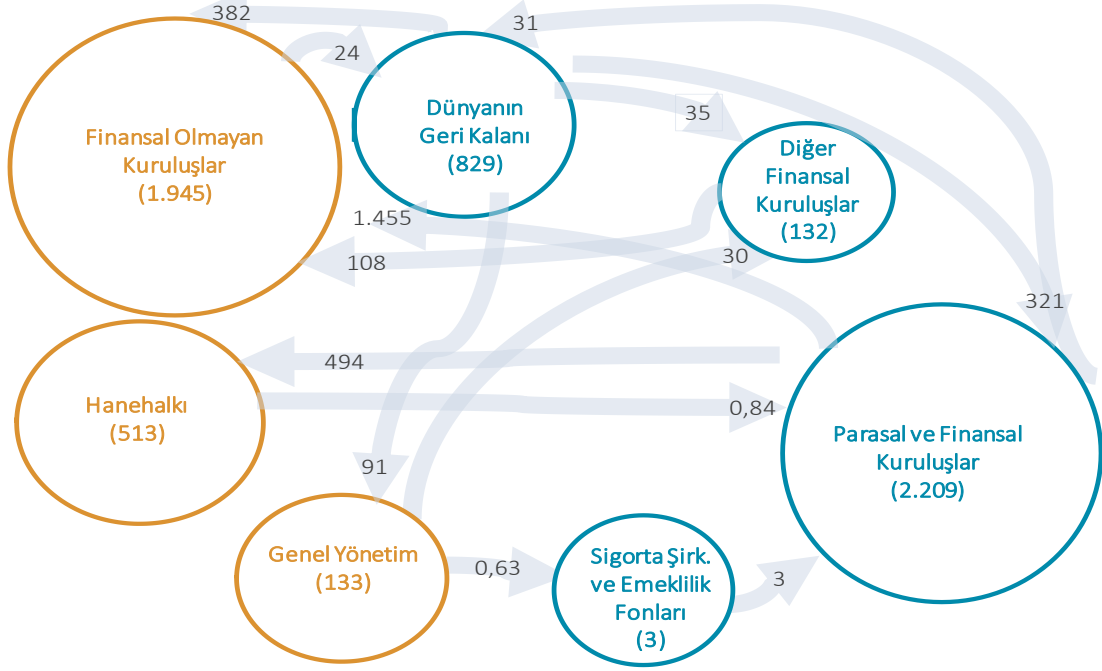 382
31
24
Finansal Olmayan
Kuruluşlar
(1.945)
Dünyanın
Geri Kalanı
(829)
35
Diğer
Finansal
Kuruluşlar
(132)
1.455
108
30
321
494
Hanehalkı
(513)
0,84
Parasal ve Finansal
Kuruluşlar
(2.209)
91
Genel Yönetim
(133)
0,63
Sigorta Şirk.
ve Emeklilik
Fonları
(3)
3